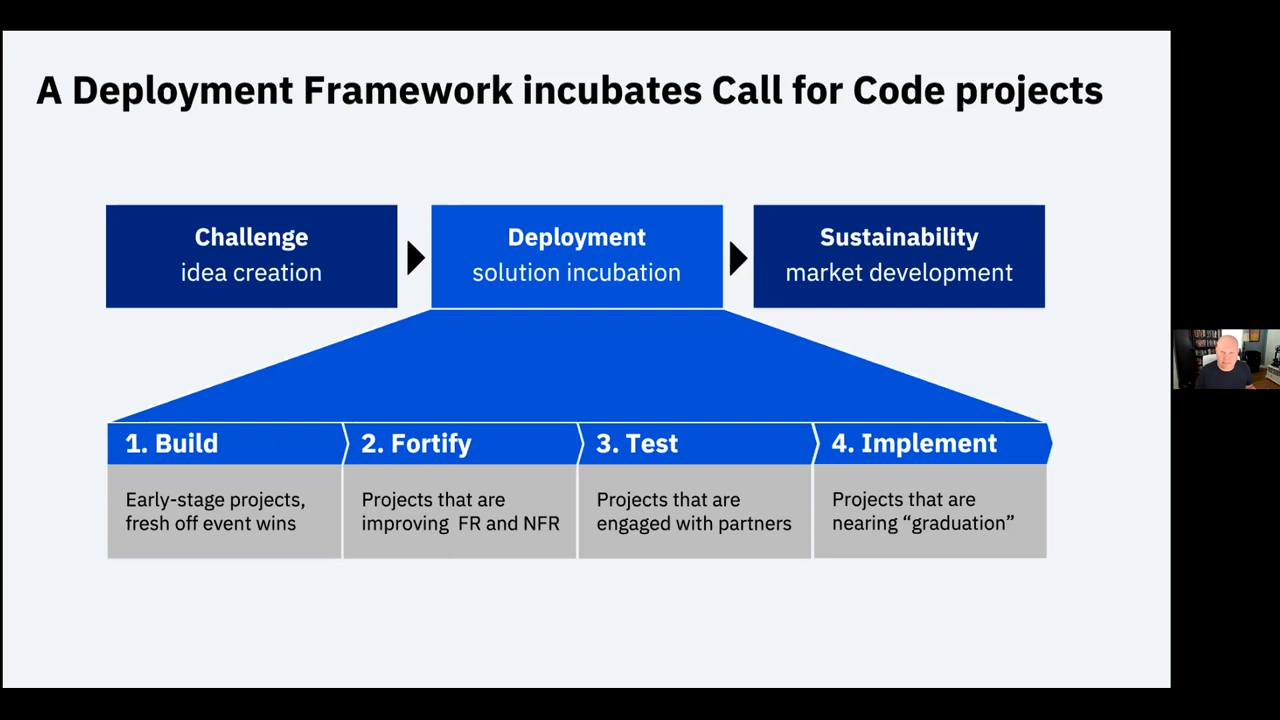 A Deployment Framework incubates Call for Code projects
Challenge
idea creation
Deployment
solution incubation
Sustainability
market development
1. Build
2. Fortify
3. Test
4. Implement
Early-stage projects,
fresh off event wins
Projects that are
improving FR and NFR
Projects that are
engaged with partners
Projects that are
nearing “graduation”